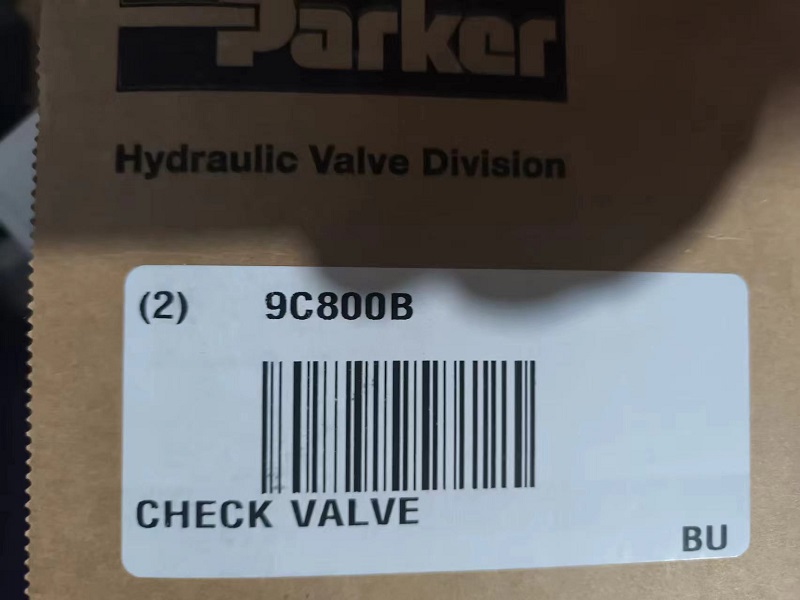 Parker
Hydraulic Valve Division
(2) 9C800B
CHECK VALVE
BU